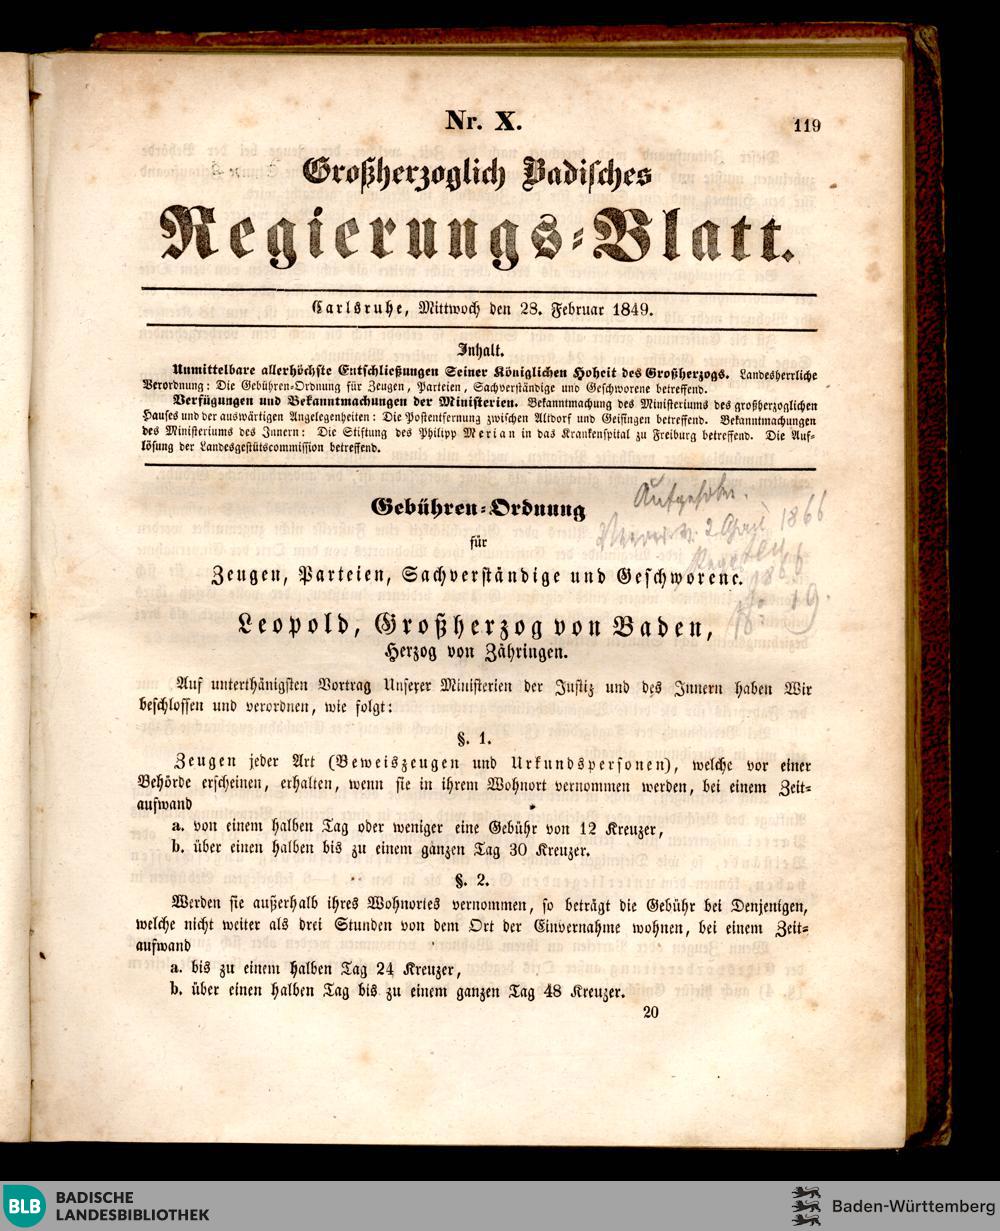 Nr. X.
119
Großherzoglich Badisches
Regierungs-Blatt.
Carlsruhe, Mittwoch den 28. Februar 1849.
Inhalt.
Unmittelbare allerhöchste Entschließungen Seiner Königlichen Hoheit des Großherzogs. Landesherrliche
Verordnung: Die Gebühren-Ordnung für Zeugen, Parteien, Sachverständige und Geschworene betreffend.
Verfügungen und Bekanntmachungen der Ministerien. Bekanntmachung des Ministeriums des großherzoglichen
Hauses und der auswärtigen Angelegenheiten: Die Postentfernung zwischen Altdorf und Geisingen betreffend. Bekanntmachungen
des Ministeriums des Innern: Die Stiftung des Philipp Merian in das Krankenspital zu Freiburg betreffend. Die Auf-
lösung der Landesgestütscommission betreffend.
Aufgehoben.
2 April 1866
1866
19.
Gebühren-Ordnung
für
Zeugen, Parteien, Sachverständige und Geschworene.
Leopold, Großherzog von Baden,
Herzog von Zähringen.
Auf unterthänigsten Vortrag Unserer Ministerien der Justiz und des Innern haben Wir
beschlossen und verordnen, wie folgt:
§. 1.
Zeugen jeder Art (Beweiszeugen und Urkundspersonen), welche vor einer
Behörde erscheinen, erhalten, wenn sie in ihrem Wohnort vernommen werden, bei einem Zeit-
aufwand
a. von einem halben Tag oder weniger eine Gebühr von 12 Kreuzer,
b. über einen halben bis zu einem ganzen Tag 30 Kreuzer.
§. 2.
Werden sie außerhalb ihres Wohnortes vernommen, so beträgt die Gebühr bei Denjenigen,
welche nicht weiter als drei Stunden von dem Ort der Einvernahme wohnen, bei einem Zeit-
aufwand
a. bis zu einem halben Tag 24 Kreuzer,
b. über einen halben Tag bis zu einem ganzen Tag 48 Kreuzer.
20
BLB BADISCHE
LANDESBIBLIOTHEK
Baden-Württemberg